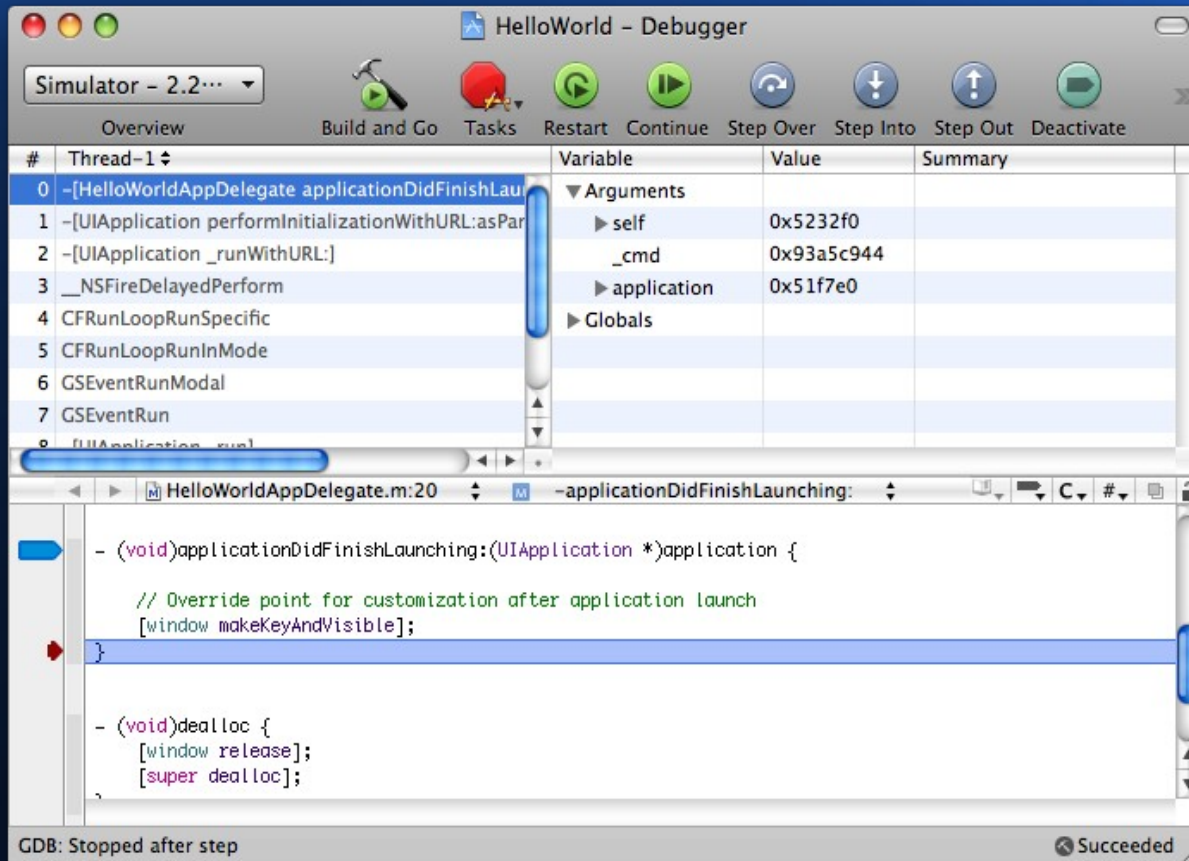 HelloWorld – Debugger
Simulator – 2.2···
Overview Build and Go Tasks Restart Continue Step Over Step Into Step Out Deactivate
# Thread-1 Variable Value Summary
0 -[HelloWorldAppDelegate applicationDidFinishLau Arguments
1 -[UIApplication performInitializationWithURL:asPar self 0x5232f0
2 -[UIApplication _runWithURL:] _cmd 0x93a5c944
3 __NSFireDelayedPerform application 0x51f7e0
4 CFRunLoopRunSpecific Globals
5 CFRunLoopRunInMode
6 GSEventRunModal
7 GSEventRun
8 -[UIApplication _run]
HelloWorldAppDelegate.m:20 M -applicationDidFinishLaunching: C #
- (void)applicationDidFinishLaunching:(UIApplication *)application {
// Override point for customization after application launch
[window makeKeyAndVisible];
}
- (void)dealloc {
[window release];
[super dealloc];
}
GDB: Stopped after step Succeeded